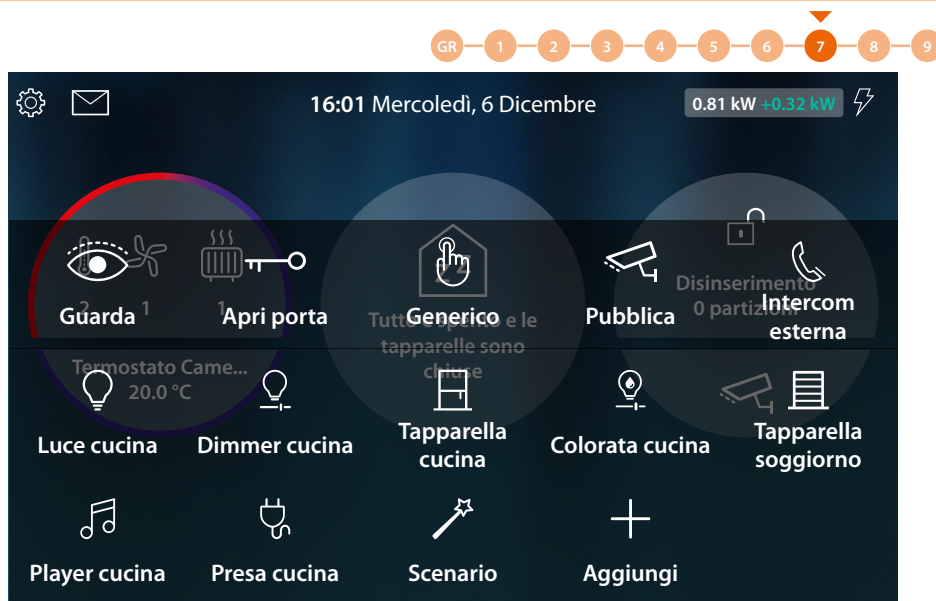 GR 1 2 3 4 5 6 7 8 9
16:01 Mercoledì, 6 Dicembre
0.81 kW +0.32 kW
Guarda
Apri porta
Generico
Pubblica
Intercom
esterna
2
1
1
Z Z
Tutto è spento e le
tapparelle sono
chiuse
Disinserimento
0 partizioni
Termostato Came...
20.0 °C
Luce cucina
Dimmer cucina
Tapparella
cucina
Colorata cucina
Tapparella
soggiorno
Player cucina
Presa cucina
Scenario
Aggiungi